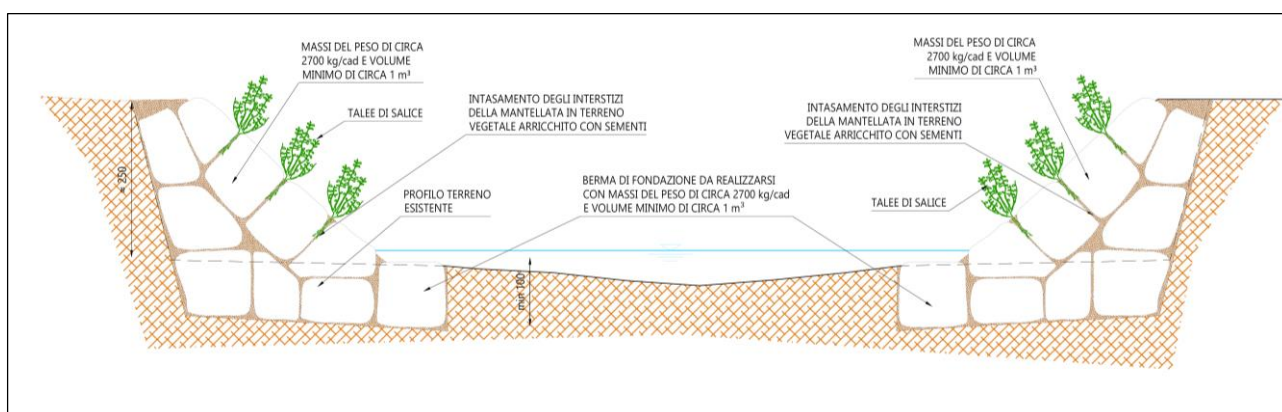 MASSI DEL PESO DI CIRCA
2700 kg/cad E VOLUME
MINIMO DI CIRCA 1 m³
TALEE DI SALICE
INTASAMENTO DEGLI INTERSTIZI
DELLA MANTELLATA IN TERRENO
VEGETALE ARRICCHITO CON SEMENTI
PROFILO TERRENO
ESISTENTE
BERMA DI FONDAZIONE DA REALIZZARSI
CON MASSI DEL PESO DI CIRCA 2700 kg/cad
E VOLUME MINIMO DI CIRCA 1 m³
MASSI DEL PESO DI CIRCA
2700 kg/cad E VOLUME
MINIMO DI CIRCA 1 m³
INTASAMENTO DEGLI INTERSTIZI
DELLA MANTELLATA IN TERRENO
VEGETALE ARRICCHITO CON SEMENTI
TALEE DI SALICE
≈ 250
min 100